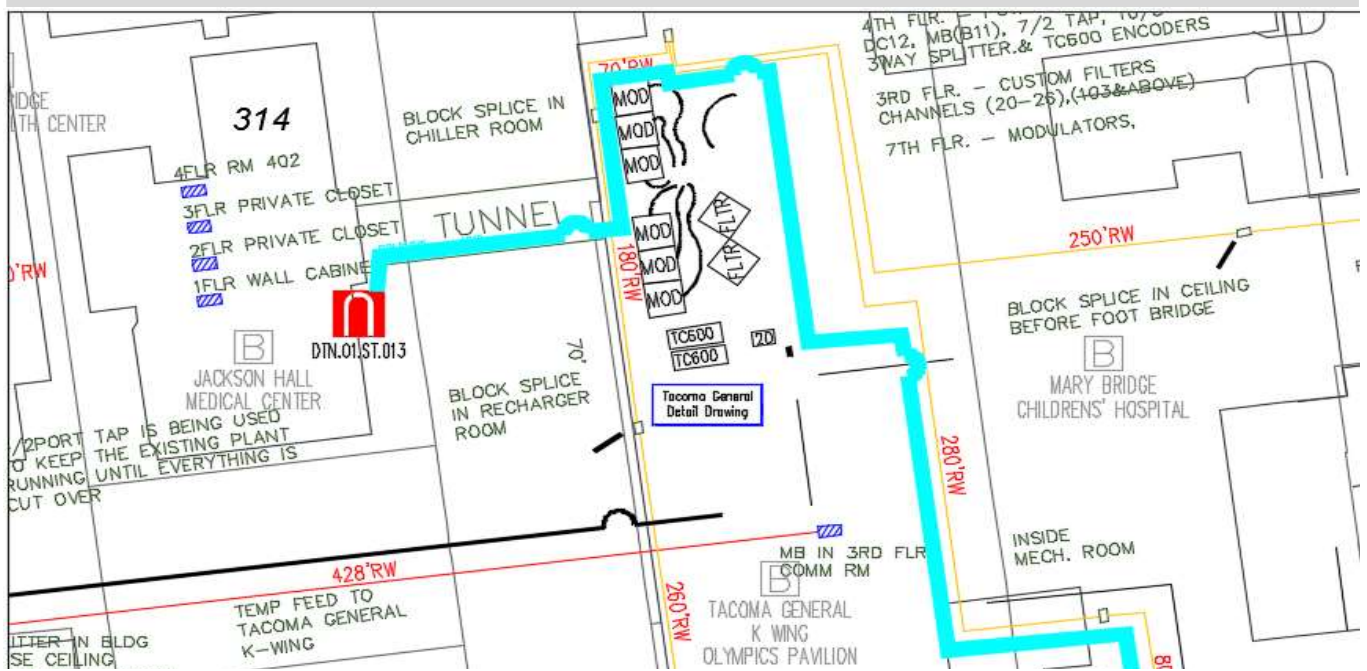 4TH FLR.
DC12, MB(B11), 7/2 TAP,
3WAY SPLITTER.& TC600 ENCODERS
3RD FLR. - CUSTOM FILTERS
CHANNELS (20-26),(103&ABOVE)
7TH FLR. - MODULATORS,
70'RW
BLOCK SPLICE IN
CHILLER ROOM
CENTER
314
4FLR RM 402
3FLR PRIVATE CLOSET
2FLR PRIVATE CLOSET
1FLR WALL CABINE
DTN.01.ST.013
TUNNEL
MOD
MOD
MOD
MOD
MOD
MOD
FLTR
FLTR
180'RW
250'RW
TC600
TC600
2D
Tacoma General
Detail Drawing
BLOCK SPLICE IN CEILING
BEFORE FOOT BRIDGE
B
JACKSON HALL
MEDICAL CENTER
B
MARY BRIDGE
CHILDRENS' HOSPITAL
70'
BLOCK SPLICE
IN RECHARGER
ROOM
/2PORT TAP IS BEING USED
O KEEP THE EXISTING PLANT
RUNNING UNTIL EVERYTHING IS
CUT OVER
280'RW
INSIDE
MECH. ROOM
MB IN 3RD FLR
COMM RM
B
TACOMA GENERAL
K WING
OLYMPICS PAVILION
428'RW
260'RW
TEMP FEED TO
TACOMA GENERAL
K-WING
ITTER IN BLDG
SE CEILING